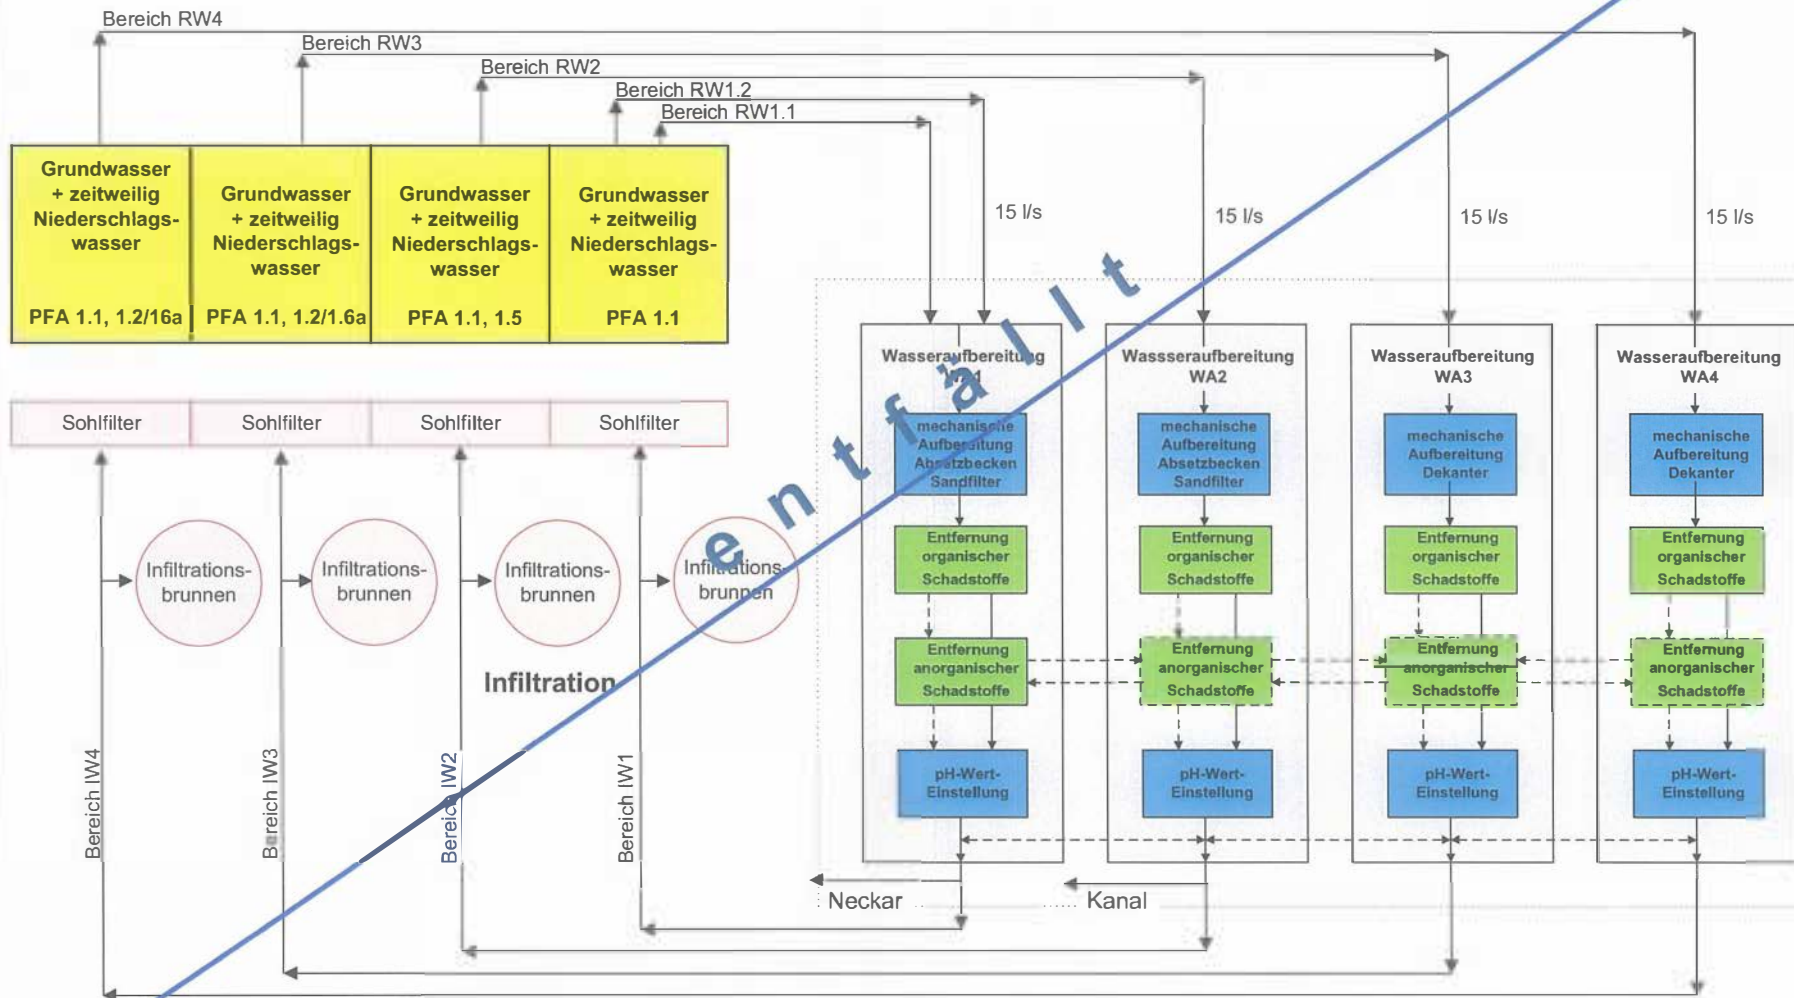 Bereich RW4
Bereich RW3
Bereich RW2
Bereich RW1.2
Bereich RW1.1
Grundwasser
+ zeitweilig
Niederschlags-
wasser
PFA 1.1, 1.2/16a
Grundwasser
+ zeitweilig
Niederschlags-
wasser
PFA 1.1, 1.2/1.6a
Grundwasser
+ zeitweilig
Niederschlags-
wasser
PFA 1.1, 1.5
Grundwasser
+ zeitweilig
Niederschlags-
wasser
PFA 1.1
15 l/s
15 l/s
15 l/s
15 l/s
entfällt
Sohlfilter
Sohlfilter
Sohlfilter
Sohlfilter
Infiltrations-
brunnen
Infiltrations-
brunnen
Infiltrations-
brunnen
Infiltrations-
brunnen
Infiltration
Bereich IW4
Bereich IW3
Bereich IW2
Bereich IW1
Wasseraufbereitung
WA1
mechanische
Aufbereitung
Absetzbecken
Sandfilter
Entfernung
organischer
Schadstoffe
Entfernung
anorganischer
Schadstoffe
pH-Wert-
Einstellung
Wassseraufbereitung
WA2
mechanische
Aufbereitung
Absetzbecken
Sandfilter
Entfernung
organischer
Schadstoffe
Entfernung
anorganischer
Schadstoffe
pH-Wert-
Einstellung
Wasseraufbereitung
WA3
mechanische
Aufbereitung
Dekanter
Entfernung
organischer
Schadstoffe
Entfernung
anorganischer
Schadstoffe
pH-Wert-
Einstellung
Wasseraufbereitung
WA4
mechanische
Aufbereitung
Dekanter
Entfernung
organischer
Schadstoffe
Entfernung
anorganischer
Schadstoffe
pH-Wert-
Einstellung
Neckar
Kanal